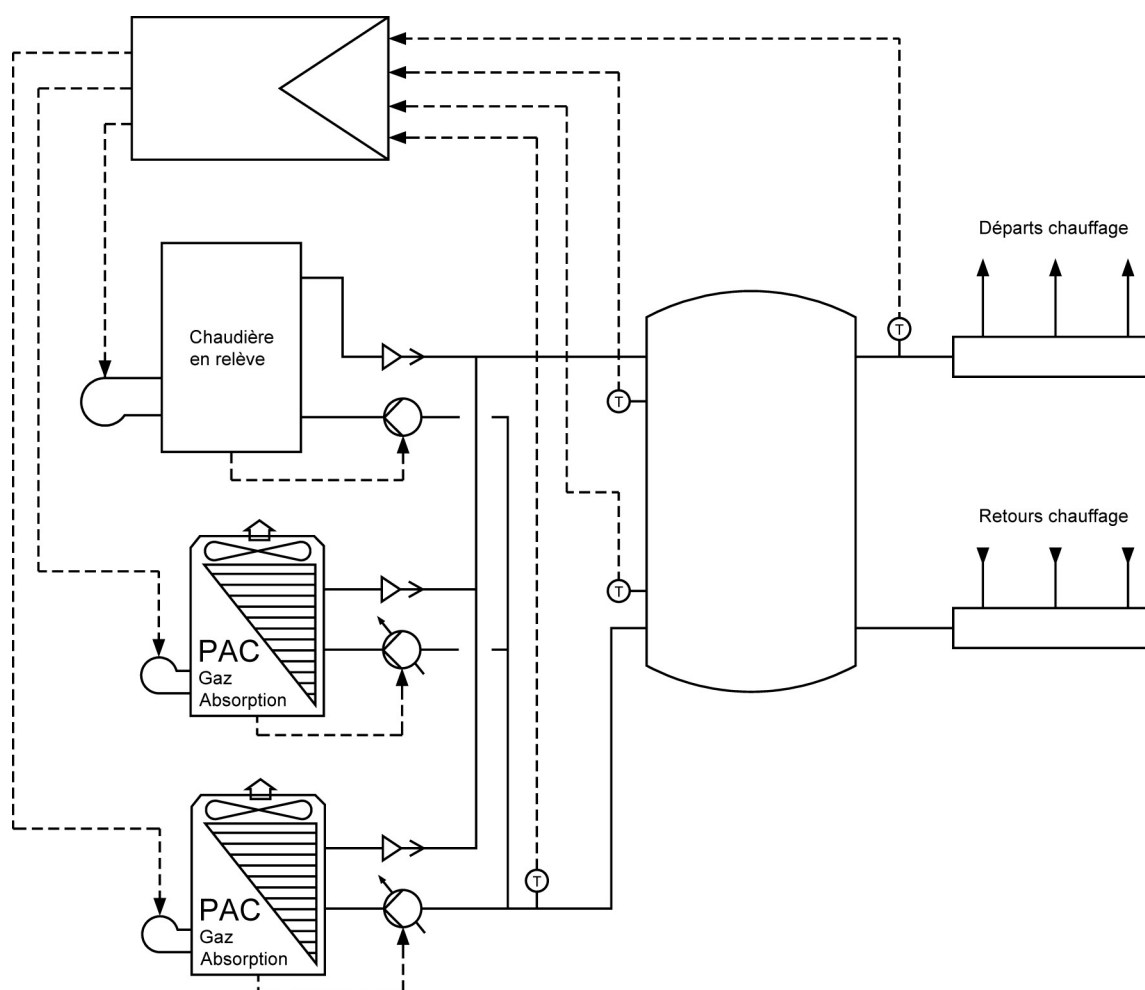 Départs chauffage
T
Chaudière
en relève
T
Retours chauffage
T
PAC
Gaz
Absorption
T
PAC
Gaz
Absorption